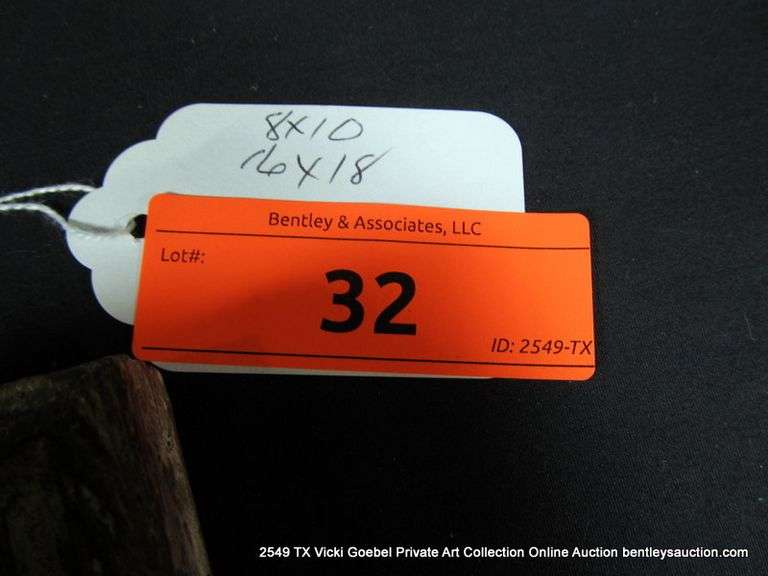 8X10
16X18
Bentley & Associates, LLC
Lot#:
32
ID: 2549-TX
2549 TX Vicki Goebel Private Art Collection Online Auction bentleysauction.com